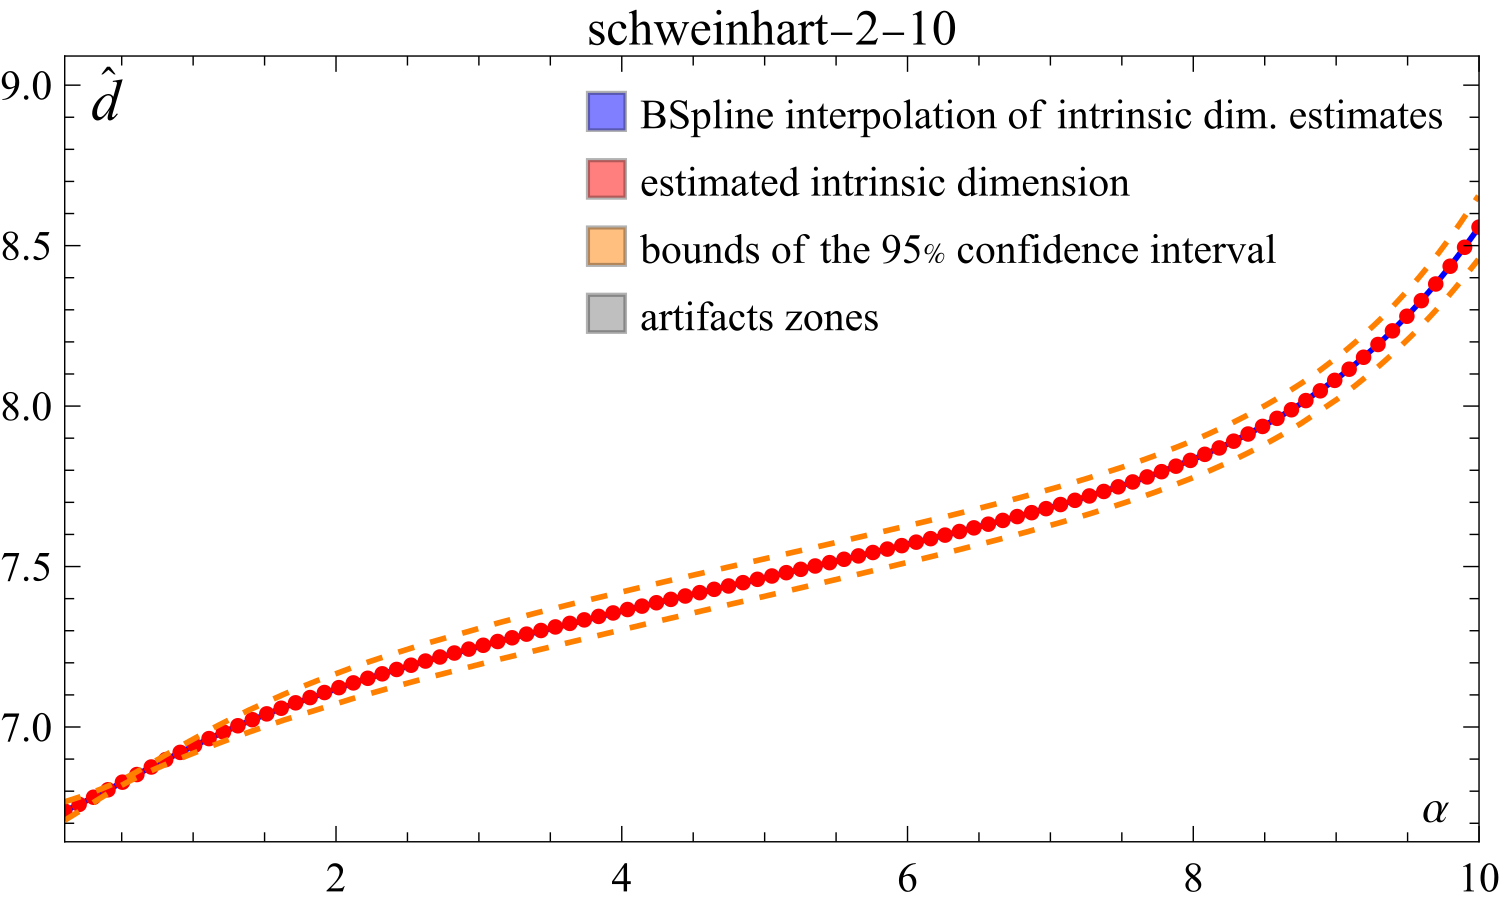 schweinhart−2−10
9.0
d̂
BSpline interpolation of intrinsic dim. estimates
estimated intrinsic dimension
8.5
bounds of the 95% confidence interval
artifacts zones
8.0
7.5
7.0
α
2 4 6 8 10